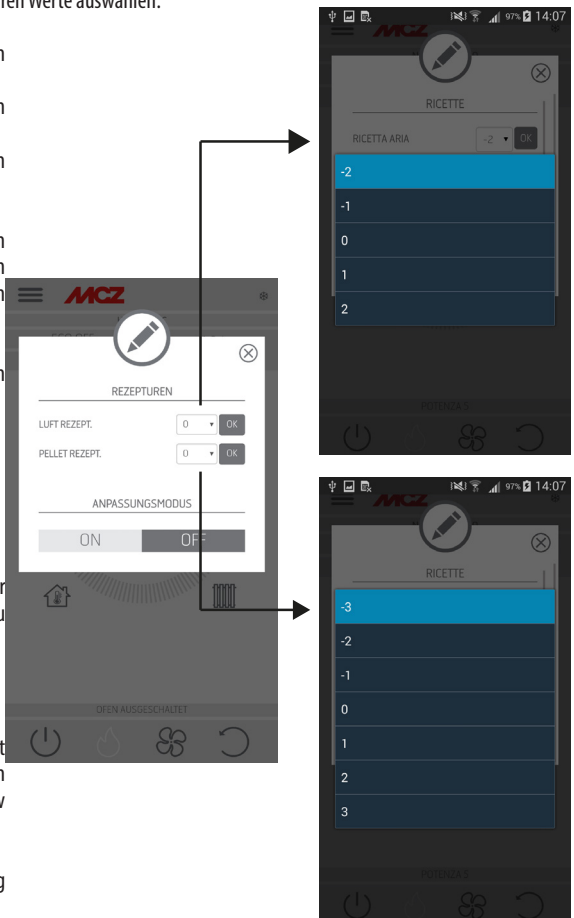 ren Werte auswählen.
97% 14:07
MCZ
RICETTE
RICETTA ARIA -2 OK
-2
-1
0
1
2
POTENZA 5
MCZ
REZEPTUREN
LUFT REZEPT. 0 OK
PELLET REZEPT. 0 OK
ANPASSUNGSMODUS
ON OFF
OFEN AUSGESCHALTET
97% 14:07
MCZ
RICETTE
-3
-2
-1
0
1
2
3
POTENZA 5